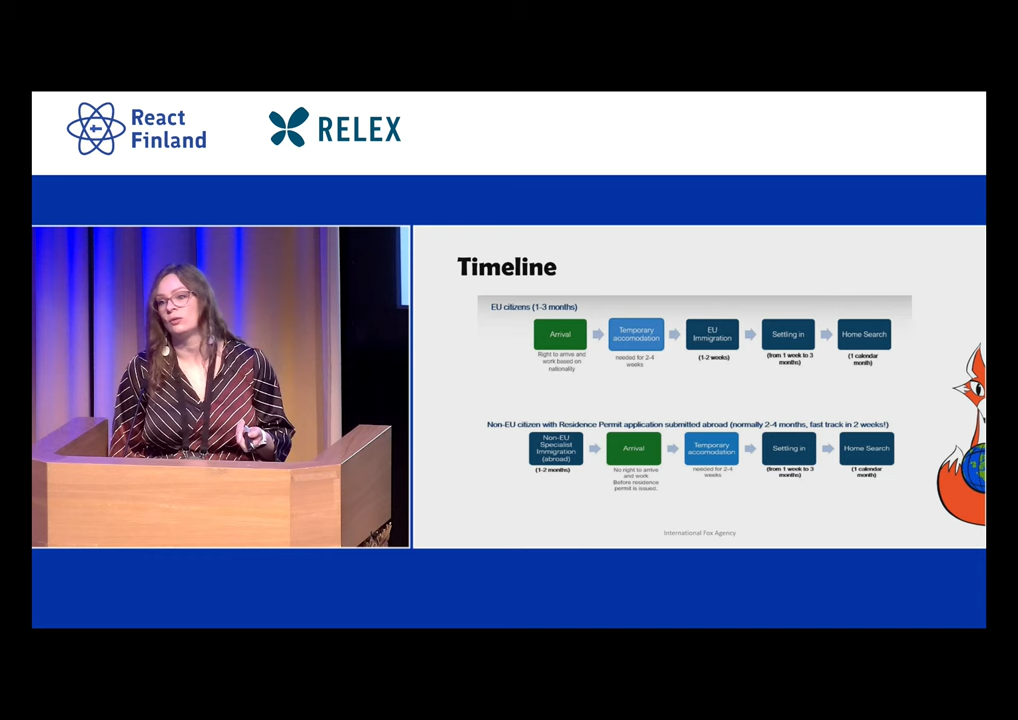 React
Finland
RELEX
Timeline
EU citizens (1-3 months)
Arrival
Right to arrive and
work based on
nationality
Temporary
accomodation
needed for 2-4
weeks
EU
Immigration
(1-2 weeks)
Settling in
(from 1 week to 3
months)
Home Search
(1 calendar
month)
Non-EU citizen with Residence Permit application submitted abroad (normally 2-4 months, fast track in 2 weeks!)
Non-EU
Specialist
Immigration
(abroad)
(1-2 months)
Arrival
No right to arrive
and work
Before residence
permit is issued.
Temporary
accomodation
needed for 2-4
weeks
Settling in
(from 1 week to 3
months)
Home Search
(1 calendar
month)
International Fox Agency